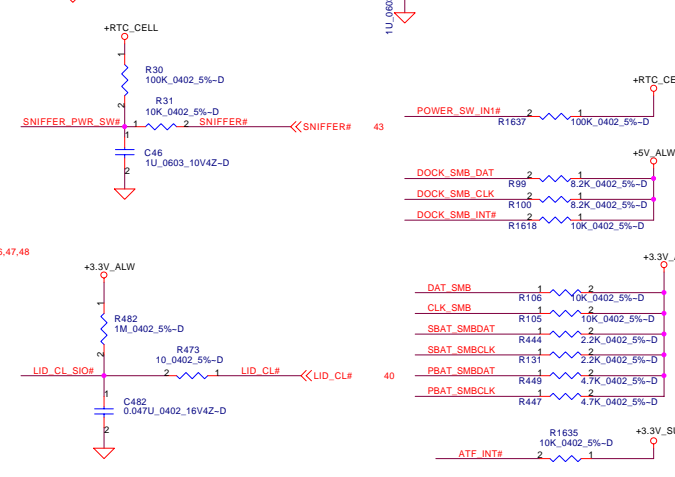 1U_060
+RTC_CELL
1
R30
100K_0402_5%~D
2
R31
10K_0402_5%~D
SNIFFER_PWR_SW#
1
2
SNIFFER#
SNIFFER#
43
1
C46
1U_0603_10V4Z~D
2
+RTC_CE
POWER_SW_IN1#
2
1
R1637
100K_0402_5%~D
+5V_ALW
DOCK_SMB_DAT
2
1
R99
8.2K_0402_5%~D
DOCK_SMB_CLK
2
1
R100
8.2K_0402_5%~D
DOCK_SMB_INT#
2
1
R1618
10K_0402_5%~D
6,47,48
+3.3V_ALW
1
R482
1M_0402_5%~D
2
R473
10_0402_5%~D
LID_CL_SIO#
2
1
LID_CL#
LID_CL#
40
1
C482
0.047U_0402_16V4Z~D
2
+3.3V_
DAT_SMB
1
2
R106
10K_0402_5%~D
CLK_SMB
1
2
R105
10K_0402_5%~D
SBAT_SMBDAT
1
2
R444
2.2K_0402_5%~D
SBAT_SMBCLK
1
2
R131
2.2K_0402_5%~D
PBAT_SMBDAT
1
2
R449
4.7K_0402_5%~D
PBAT_SMBCLK
1
2
R447
4.7K_0402_5%~D
R1635
10K_0402_5%~D
+3.3V_SU
ATF_INT#
2
1